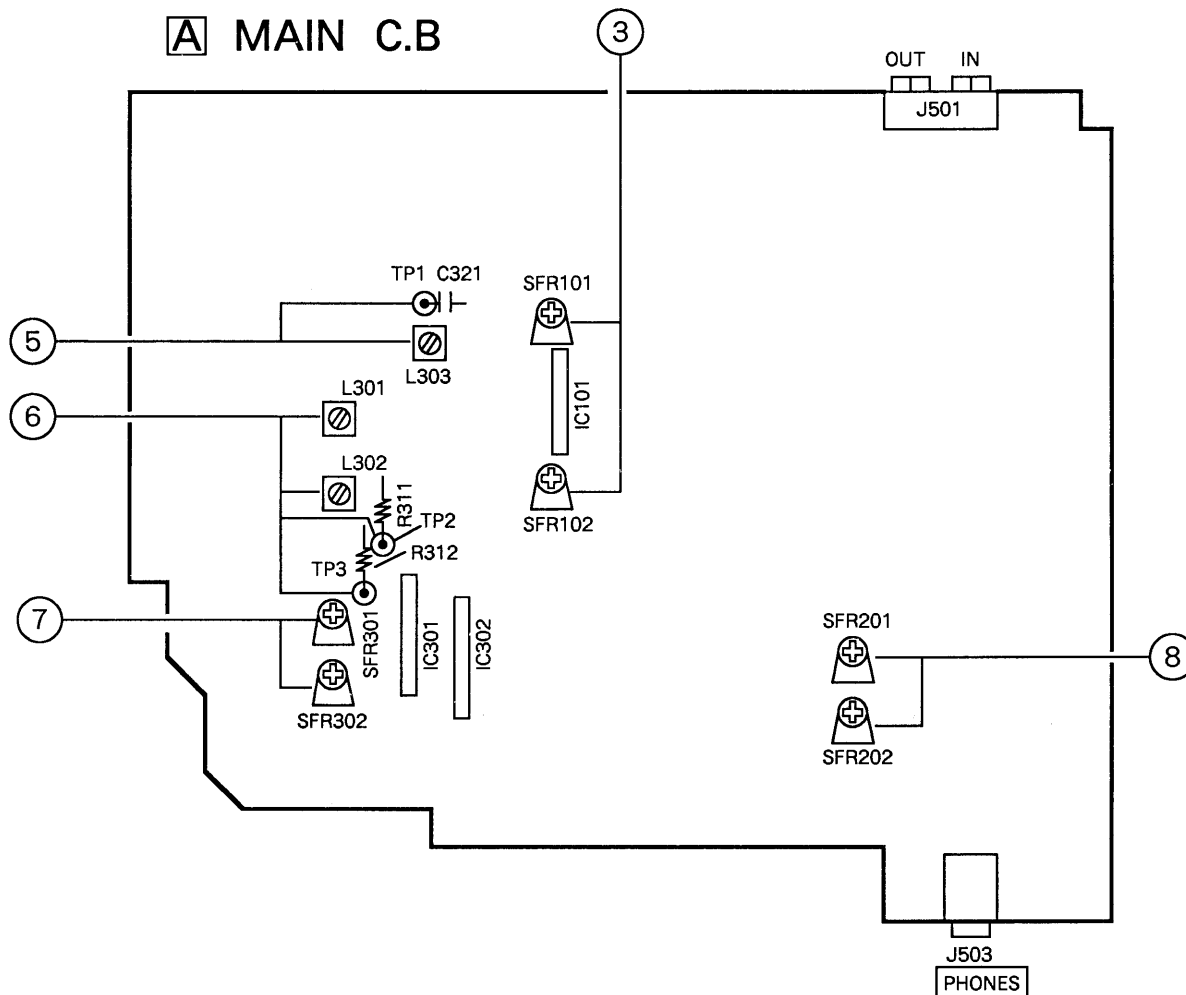 A MAIN C.B
3
OUT IN
J501
TP1 C321
SFR101
5
L303
L301
IC101
6
L302
R311
SFR102
TP2
R312
TP3
7
SFR301
IC301
IC302
SFR201
8
SFR302
SFR202
J503
PHONES